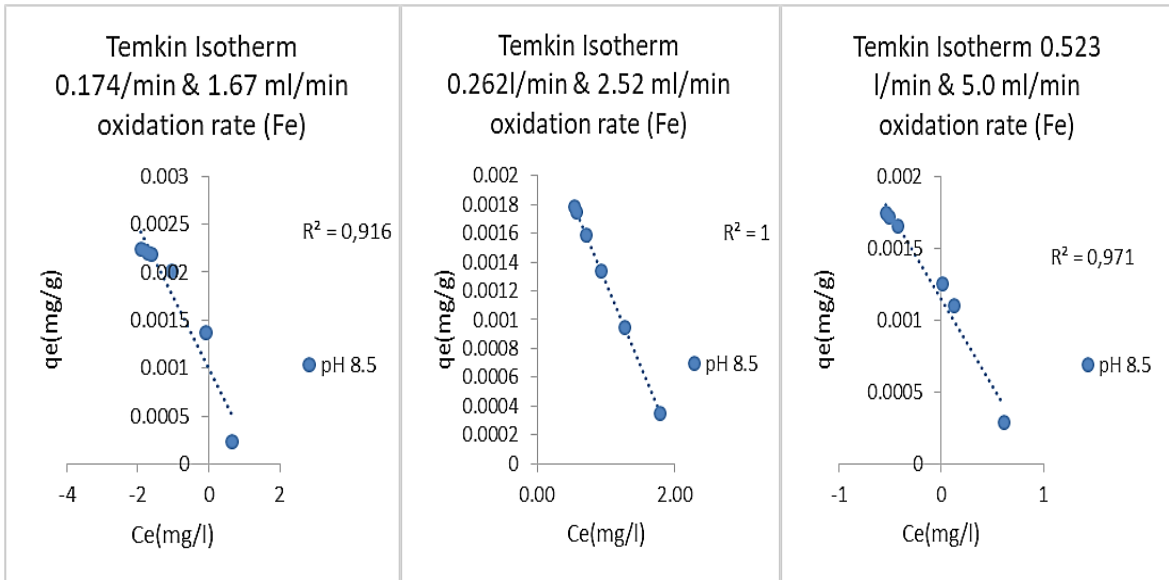 Temkin Isotherm
0.174/min & 1.67 ml/min
oxidation rate (Fe)
0.003
0.0025
0.002
0.0015
0.001
0.0005
0
-4
-2
0
2
qe(mg/g)
Ce(mg/l)
R² = 0,916
pH 8.5
Temkin Isotherm
0.262l/min & 2.52 ml/min
oxidation rate (Fe)
0.002
0.0018
0.0016
0.0014
0.0012
0.001
0.0008
0.0006
0.0004
0.0002
0
0.00
2.00
qe(mg/g)
Ce(mg/l)
R² = 1
pH 8.5
Temkin Isotherm 0.523
l/min & 5.0 ml/min
oxidation rate (Fe)
0.002
0.0015
0.001
0.0005
0
-1
0
1
qe(mg/g)
Ce(mg/l)
R² = 0,971
pH 8.5